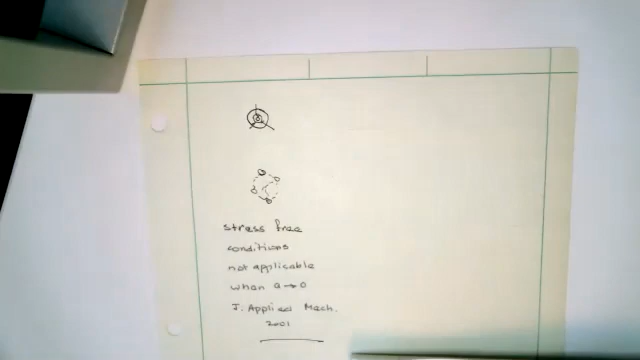 stress free
conditions
not applicable
when a→0
J. Applied Mech.
2001